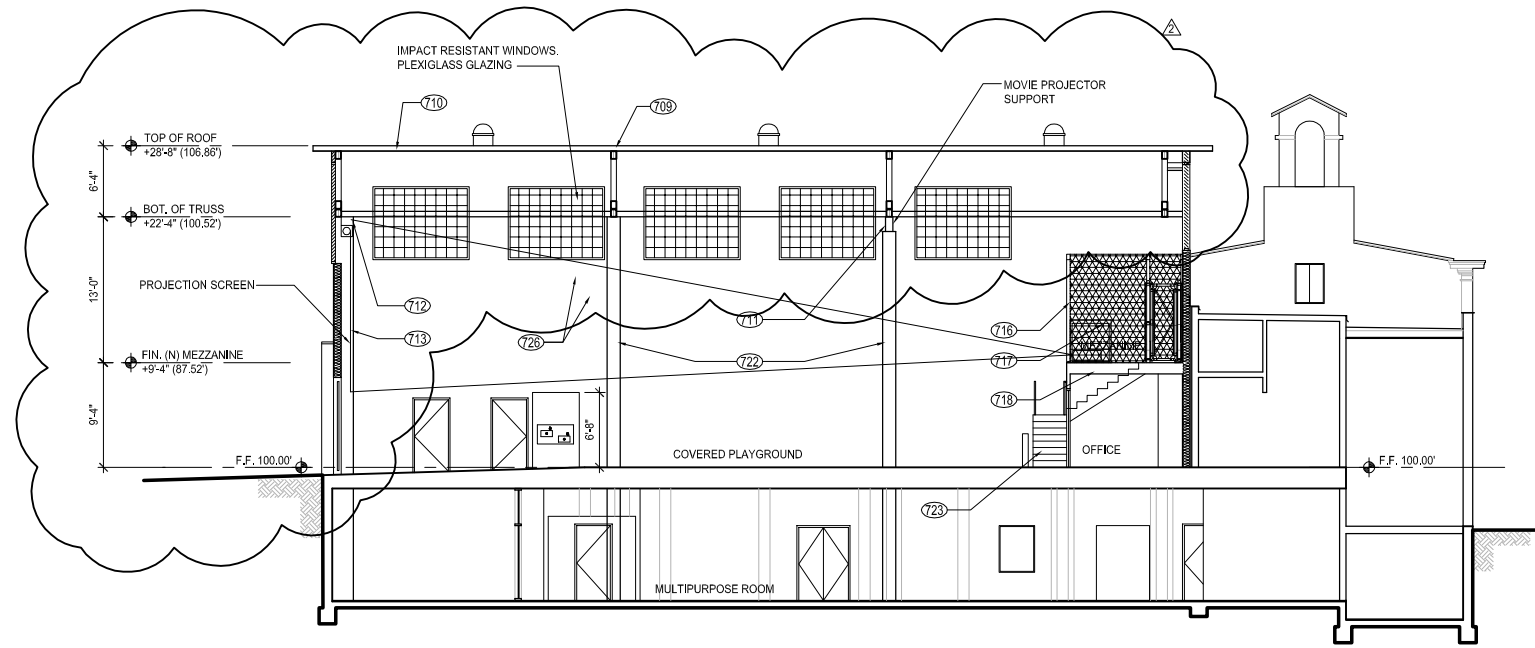 2
IMPACT RESISTANT WINDOWS.
PLEXIGLASS GLAZING
MOVIE PROJECTOR
SUPPORT
710
709
TOP OF ROOF
+28'-8" (106.86')
6'-4"
BOT. OF TRUSS
+22'-4" (100.52')
13'-0"
PROJECTION SCREEN
712
711
716
713
726
722
717
FIN. (N) MEZZANINE
+9'-4" (87.52')
718
9'-4"
6'-8"
COVERED PLAYGROUND
OFFICE
F.F. 100.00'
F.F. 100.00'
723
MULTIPURPOSE ROOM